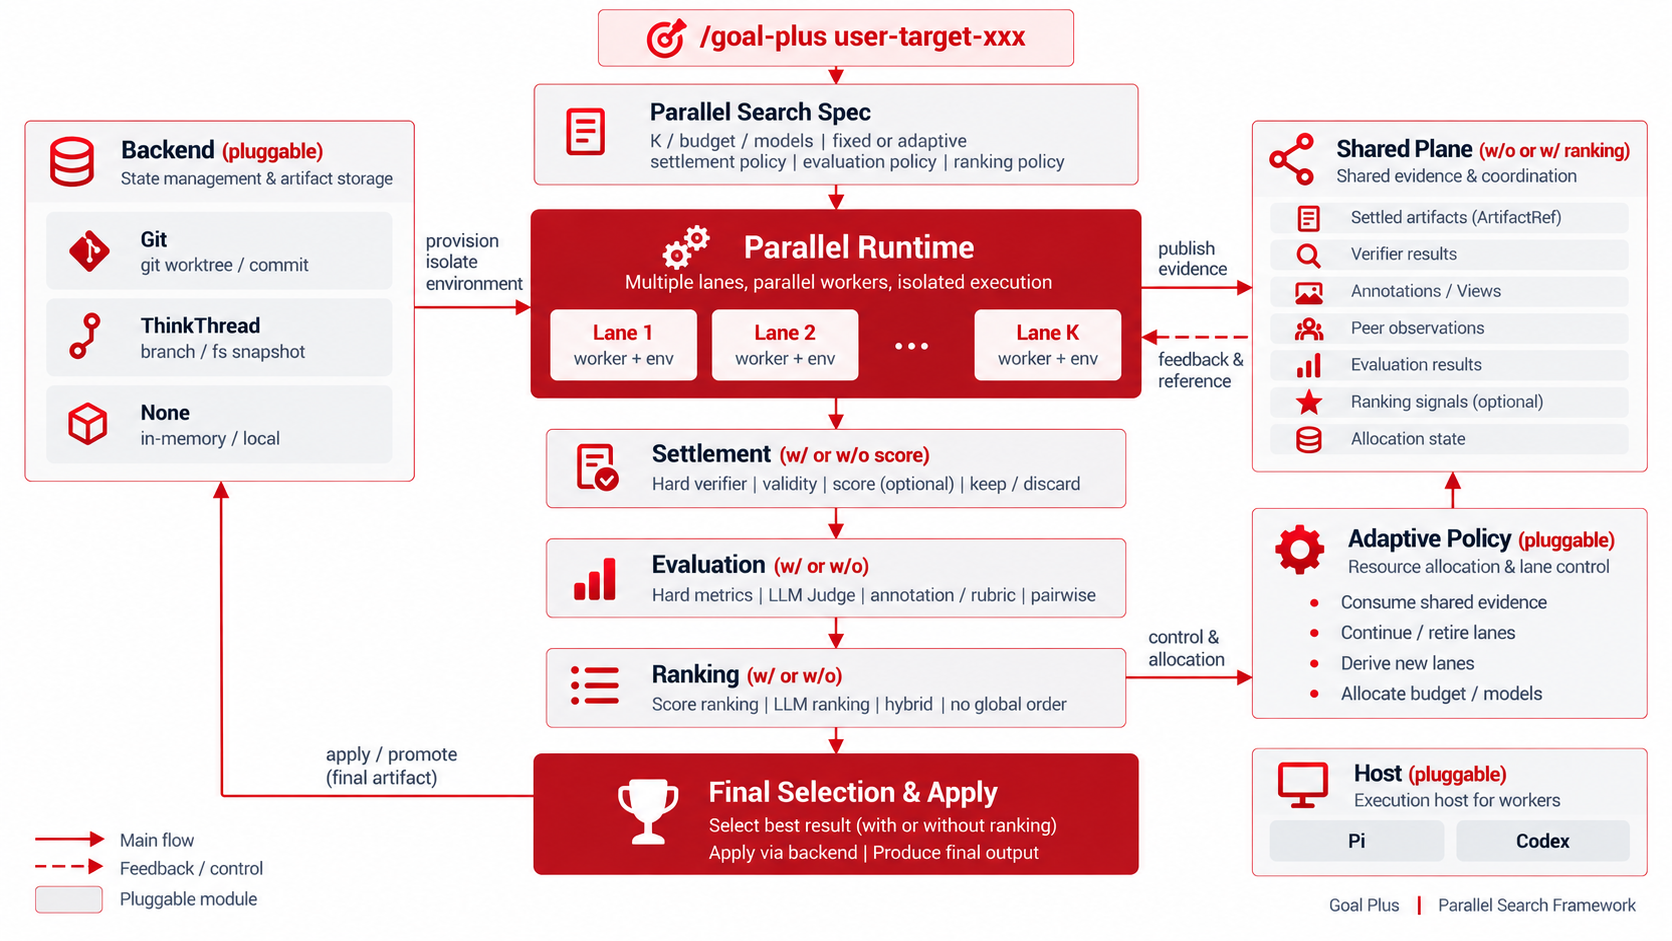 /goal-plus user-target-xxx
Parallel Search Spec
K / budget / models | fixed or adaptive
settlement policy | evaluation policy | ranking policy
Backend (pluggable)
State management & artifact storage
Git
git worktree / commit
ThinkThread
branch / fs snapshot
None
in-memory / local
provision
isolate
environment
Parallel Runtime
Multiple lanes, parallel workers, isolated execution
Lane 1
worker + env
Lane 2
worker + env
...
Lane K
worker + env
publish
evidence
feedback &
reference
Shared Plane (w/o or w/ ranking)
Shared evidence & coordination
Settled artifacts (ArtifactRef)
Verifier results
Annotations / Views
Peer observations
Evaluation results
Ranking signals (optional)
Allocation state
Settlement (w/ or w/o score)
Hard verifier | validity | score (optional) | keep / discard
Evaluation (w/ or w/o)
Hard metrics | LLM Judge | annotation / rubric | pairwise
Ranking (w/ or w/o)
Score ranking | LLM ranking | hybrid | no global order
control &
allocation
Adaptive Policy (pluggable)
Resource allocation & lane control
• Consume shared evidence
• Continue / retire lanes
• Derive new lanes
• Allocate budget / models
apply / promote
(final artifact)
Final Selection & Apply
Select best result (with or without ranking)
Apply via backend | Produce final output
Host (pluggable)
Execution host for workers
Pi
Codex
Main flow
Feedback / control
Pluggable module
Goal Plus | Parallel Search Framework